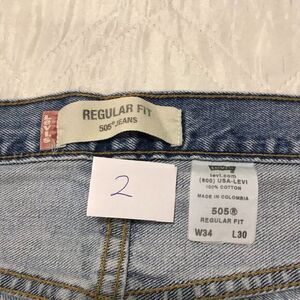 LEVI'S
REGULAR FIT
505® JEANS
2
levi.com
(800) USA-LEVI
100% COTTON
MADE IN COLOMBIA
505®
REGULAR FIT
W34 L30